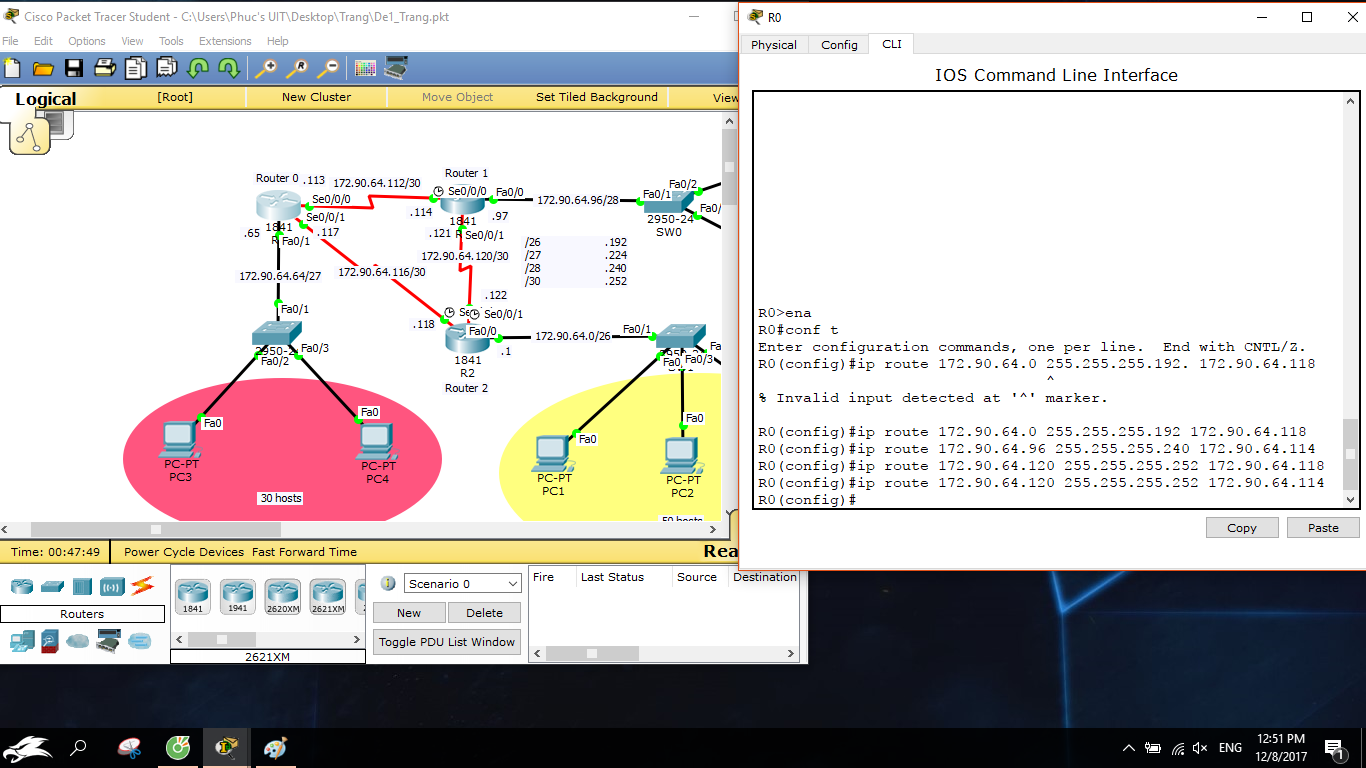 Cisco Packet Tracer Student - C:\Users\Phuc's UIT\Desktop\Trang\De1_Trang.pkt
File Edit Options View Tools Extensions Help
Logical [Root] New Cluster Move Object Set Tiled Background View
Router 0 .113 172.90.64.112/30 Router 1
Se0/0/0 Se0/0/0 Fa0/0 172.90.64.96/28 Fa0/1 Fa0/2
Se0/0/1 .114 .97 Fa0/
1841 1841 2950-24
.65 R Fa0/1 .117 .121 R Se0/0/1 SW0
/26 .192
/27 .224
/28 .240
/30 .252
172.90.64.120/30
172.90.64.64/27 172.90.64.116/30
.122
Fa0/1 .118 Se0/0/1
Fa0/0 172.90.64.0/26 Fa0/1
.1
Fa0/2 Fa0/3 1841 Fa0/3
R2
Router 2
Fa0 Fa0 Fa0 Fa0
PC-PT
PC3
PC-PT
PC4
PC-PT
PC1
PC-PT
PC2
30 hosts
Time: 00:47:49 Power Cycle Devices Fast Forward Time Rea
Routers
1841 1941 2620XM 2621XM
2621XM
Scenario 0
New Delete
Toggle PDU List Window
Fire Last Status Source Destination
R0
Physical Config CLI
IOS Command Line Interface
R0>ena
R0#conf t
Enter configuration commands, one per line. End with CNTL/Z.
R0(config)#ip route 172.90.64.0 255.255.255.192. 172.90.64.118
^
% Invalid input detected at '^' marker.
R0(config)#ip route 172.90.64.0 255.255.255.192 172.90.64.118
R0(config)#ip route 172.90.64.96 255.255.255.240 172.90.64.114
R0(config)#ip route 172.90.64.120 255.255.255.252 172.90.64.118
R0(config)#ip route 172.90.64.120 255.255.255.252 172.90.64.114
R0(config)#
Copy Paste
ENG
12:51 PM
12/8/2017
1